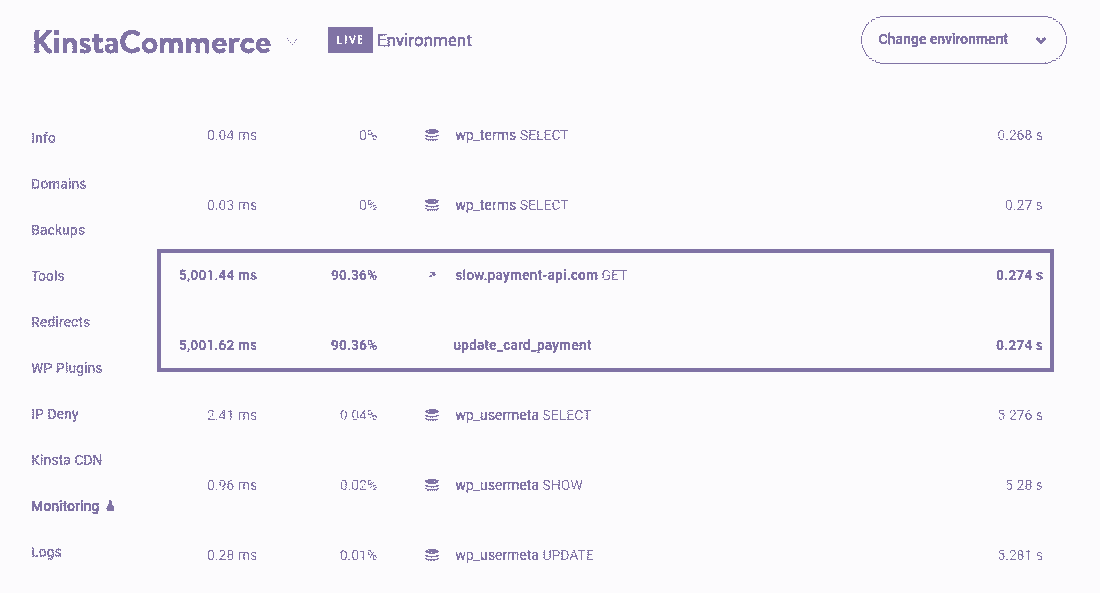 KinstaCommerce LIVE Environment Change environment
Info
0.04 ms 0% wp_terms SELECT 0.268 s
Domains
0.03 ms 0% wp_terms SELECT 0.27 s
Backups
Tools
5,001.44 ms 90.36% slow.payment-api.com GET 0.274 s
Redirects
5,001.62 ms 90.36% update_card_payment 0.274 s
WP Plugins
IP Deny
2.41 ms 0.04% wp_usermeta SELECT 5.276 s
Kinsta CDN
0.96 ms 0.02% wp_usermeta SHOW 5.28 s
Monitoring
Logs
0.28 ms 0.01% wp_usermeta UPDATE 5.281 s